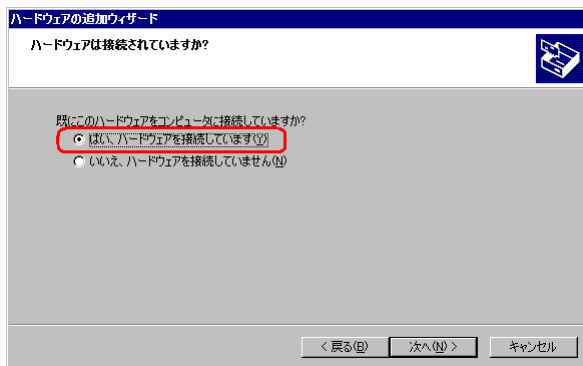 ハードウェアの追加ウィザード
ハードウェアは接続されていますか?
既にこのハードウェアをコンピュータに接続していますか?
はい、ハードウェアを接続しています(Y)
いいえ、ハードウェアを接続していません(N)
< 戻る(B)
次へ(N) >
キャンセル